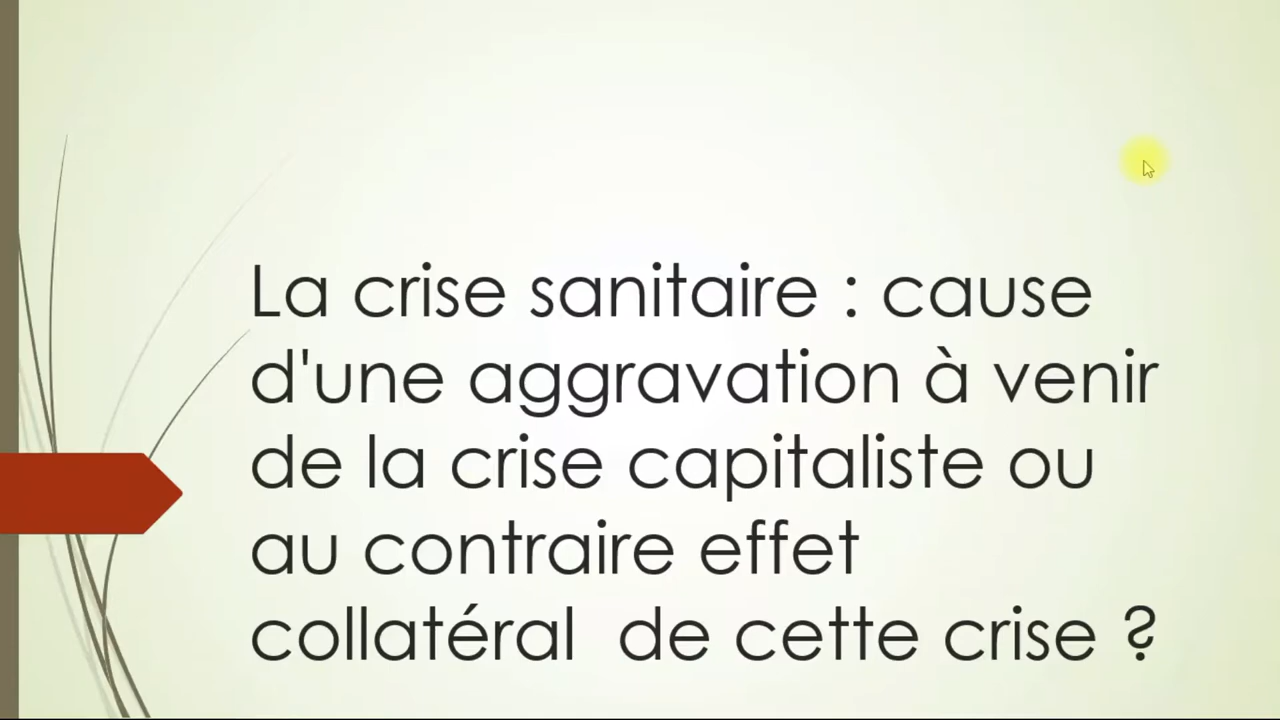 La crise sanitaire : cause
d'une aggravation à venir
de la crise capitaliste ou
au contraire effet
collatéral  de cette crise ?